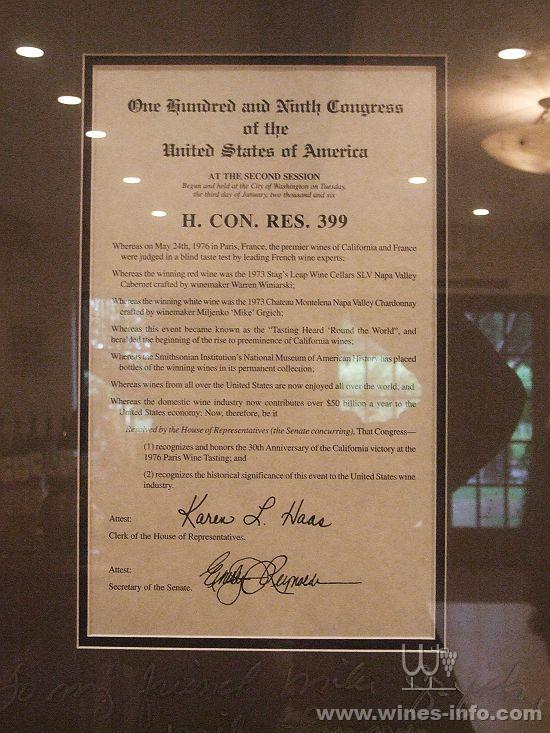 One Hundred and Ninth Congress
of the
United States of America
AT THE SECOND SESSION
Begun and held at the City of Washington on Tuesday,
the third day of January, two thousand and six
H. CON. RES. 399
Whereas on May 24th, 1976 in Paris, France, the premier wines of California and France
were judged in a blind taste test by leading French wine experts;
Whereas the winning red wine was the 1973 Stag's Leap Wine Cellars SLV Napa Valley
Cabernet crafted by winemaker Warren Winiarski;
Whereas the winning white wine was the 1973 Chateau Montelena Napa Valley Chardonnay
crafted by winemaker Miljenko 'Mike' Grgich;
Whereas this event became known as the "Tasting Heard 'Round the World", and
heralded the beginning of the rise to preeminence of California wines;
Whereas the Smithsonian Institution's National Museum of American History has placed
bottles of the winning wines in its permanent collection;
Whereas wines from all over the United States are now enjoyed all over the world; and
Whereas the domestic wine industry now contributes over $50 billion a year to the
United States economy; Now, therefore, be it
Resolved by the House of Representatives (the Senate concurring), That Congress—
(1) recognizes and honors the 30th Anniversary of the California victory at the
1976 Paris Wine Tasting; and
(2) recognizes the historical significance of this event to the United States wine
industry.
Attest: Karen L. Haas
Clerk of the House of Representatives.
Attest:
Secretary of the Senate. Emily J. Reynolds
To my friend Mike
www.wines-info.com